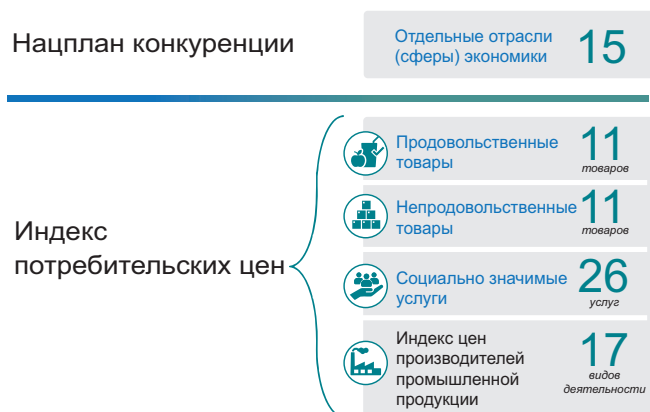 Нацплан конкуренции
Отдельные отрасли
(сферы) экономики
15
Индекс
потребительских цен
Продовольственные
товары
11
товаров
Непродовольственные
товары
11
товаров
Социально значимые
услуги
26
услуг
Индекс цен
производителей
промышленной
продукции
17
видов
деятельности